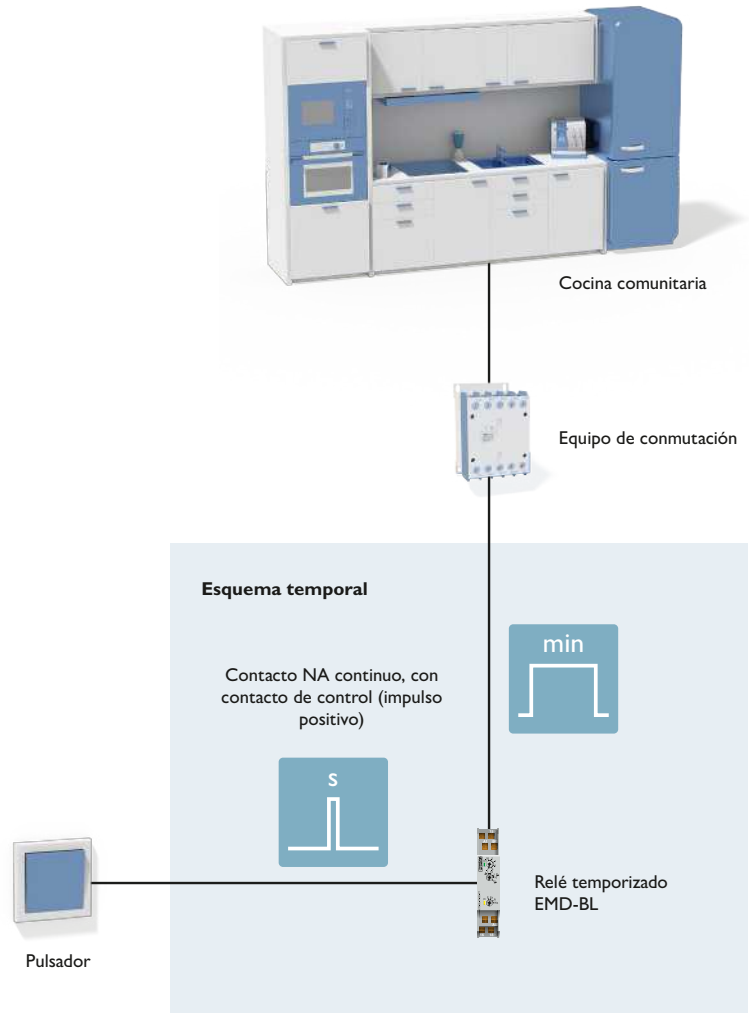 Cocina comunitaria
Equipo de conmutación
Esquema temporal
min
Contacto NA continuo, con
contacto de control (impulso
positivo)
s
Relé temporizado
EMD-BL
Pulsador